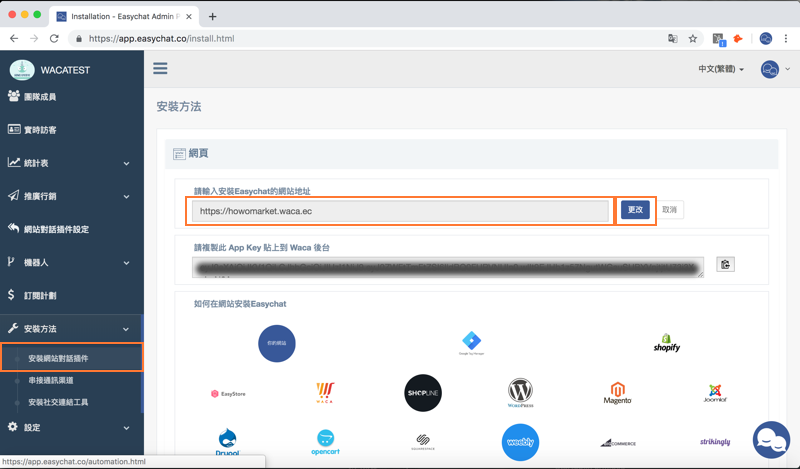 Installation - Easychat Admin P
https://app.easychat.co/install.html
WACATEST
中文(繁體)
團隊成員
實時訪客
統計表
推廣行銷
網站對話插件設定
機器人
訂閱計劃
安裝方法
安裝網站對話插件
串接通訊渠道
安裝社交連結工具
設定
https://app.easychat.co/automation.html
安裝方法
網頁
請輸入安裝Easychat的網站地址
https://howomarket.waca.ec
更改
取消
請複製此 App Key 貼上到 Waca 後台
如何在網站安裝Easychat
你的網站
Google Tag Manager
shopify
EasyStore
WACA
SHOPLINE
WORDPRESS
Magento
Joomla!
Drupal
opencart
SQUARESPACE
weebly
COMMERCE
strikingly